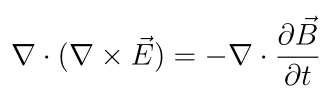 ∇ · (∇ × E⃗) = −∇ · ∂B⃗/∂t